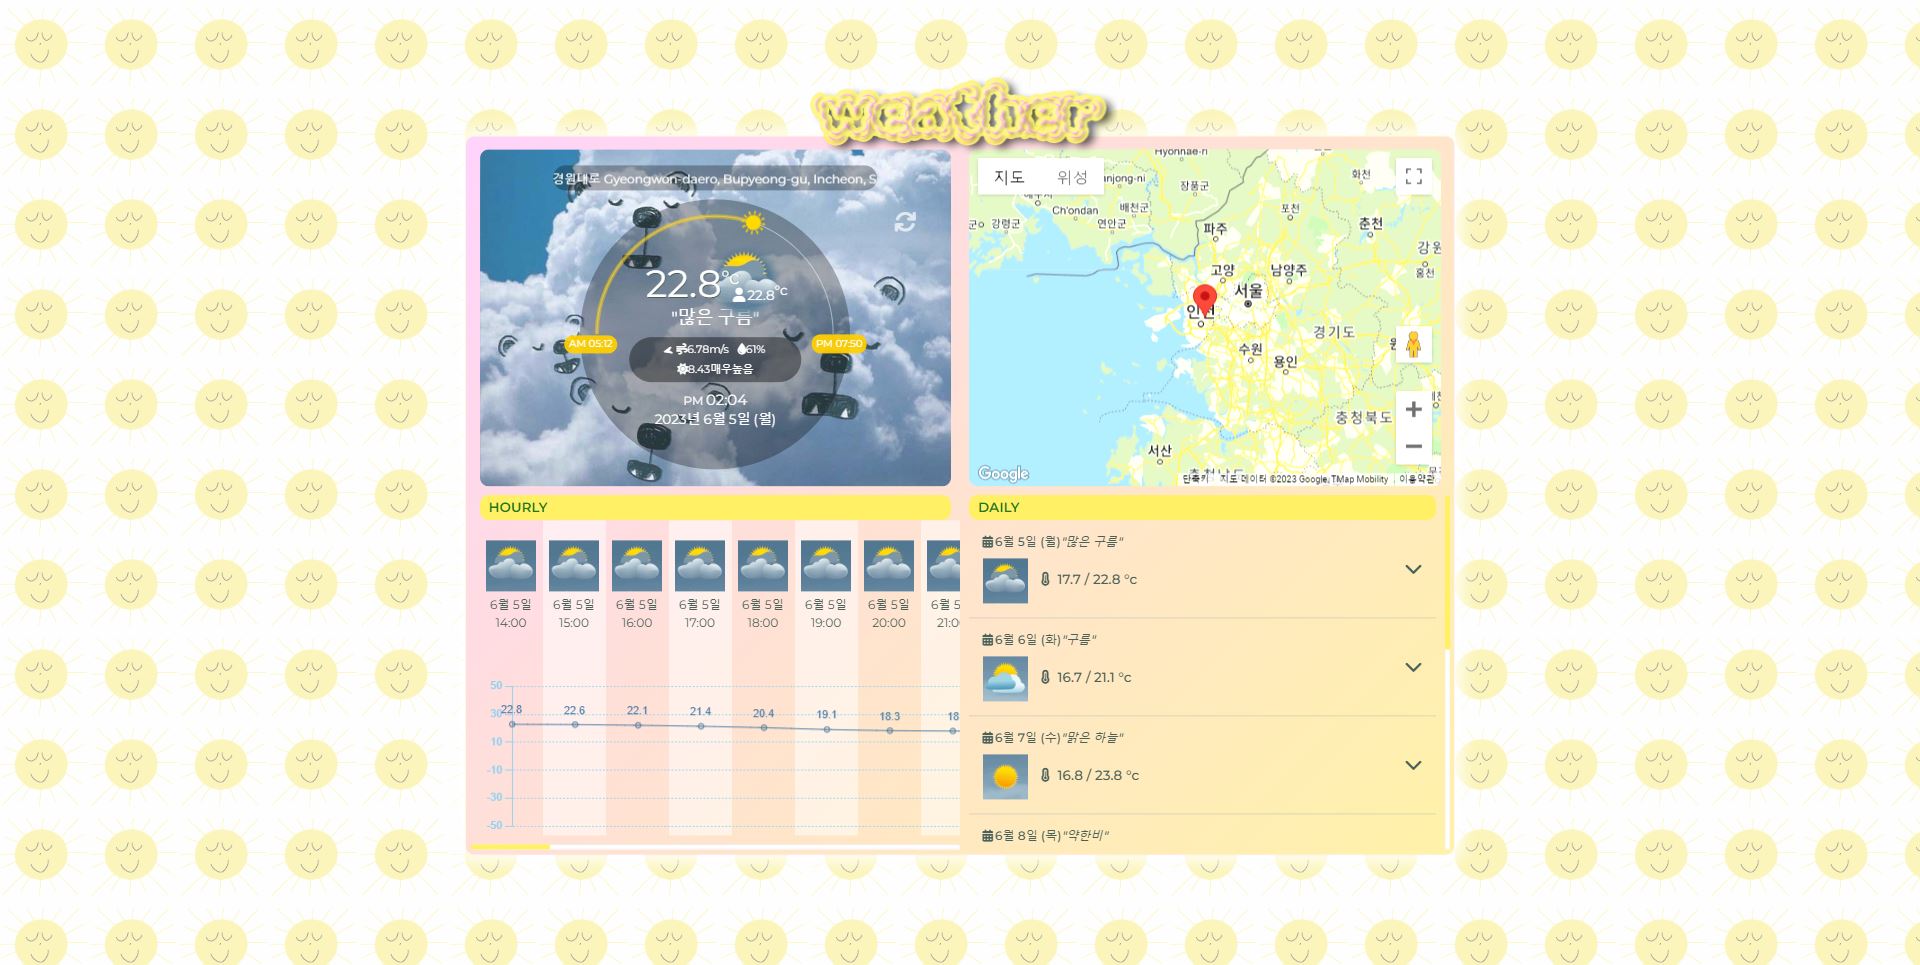 weather
경원대로 Gyeongwon-daero, Bupyeong-gu, Incheon, S
22.8°c
22.8°c
"많은 구름"
AM 05:12
PM 07:50
6.78m/s 61%
8.43매우높음
PM 02:04
2023년 6월 5일 (월)
지도 위성
장풍군
화천
Ch'ondan
배천군
강령군
연안군
포천
춘천
파주
홍천
고양
남양주
서울
인천
경기도
수원
용인
충청북도
서산
Google
단축키 지도 데이터 ©2023 Google, TMap Mobility 이용약관
HOURLY
6월 5일 6월 5일 6월 5일 6월 5일 6월 5일 6월 5일 6월 5일 6월 5
14:00 15:00 16:00 17:00 18:00 19:00 20:00 21:0
50
30
10
-10
-30
-50
22.8 22.6 22.1 21.4 20.4 19.1 18.3 18
DAILY
6월 5일 (월)"많은 구름"
17.7 / 22.8 °c
6월 6일 (화)"구름"
16.7 / 21.1 °c
6월 7일 (수)"맑은 하늘"
16.8 / 23.8 °c
6월 8일 (목)"약한비"